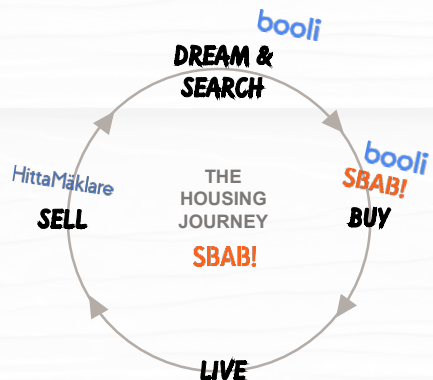 booli
DREAM &
SEARCH
booli
SBAB!
BUY
HittaMäklare
SELL
THE
HOUSING
JOURNEY
SBAB!
LIVE